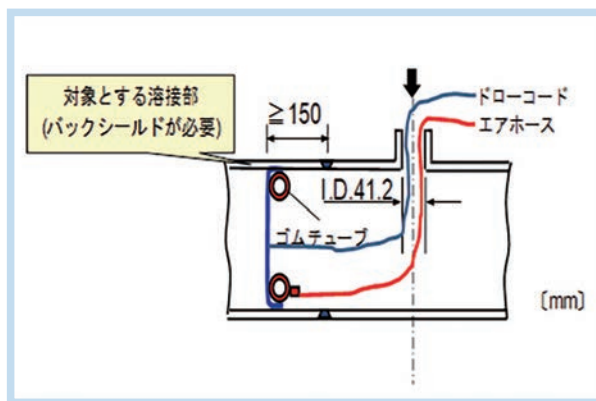 対象とする溶接部
(バックシールドが必要)
≧150
ドローコード
エアホース
I.D.41.2
ゴムチューブ
〔mm〕